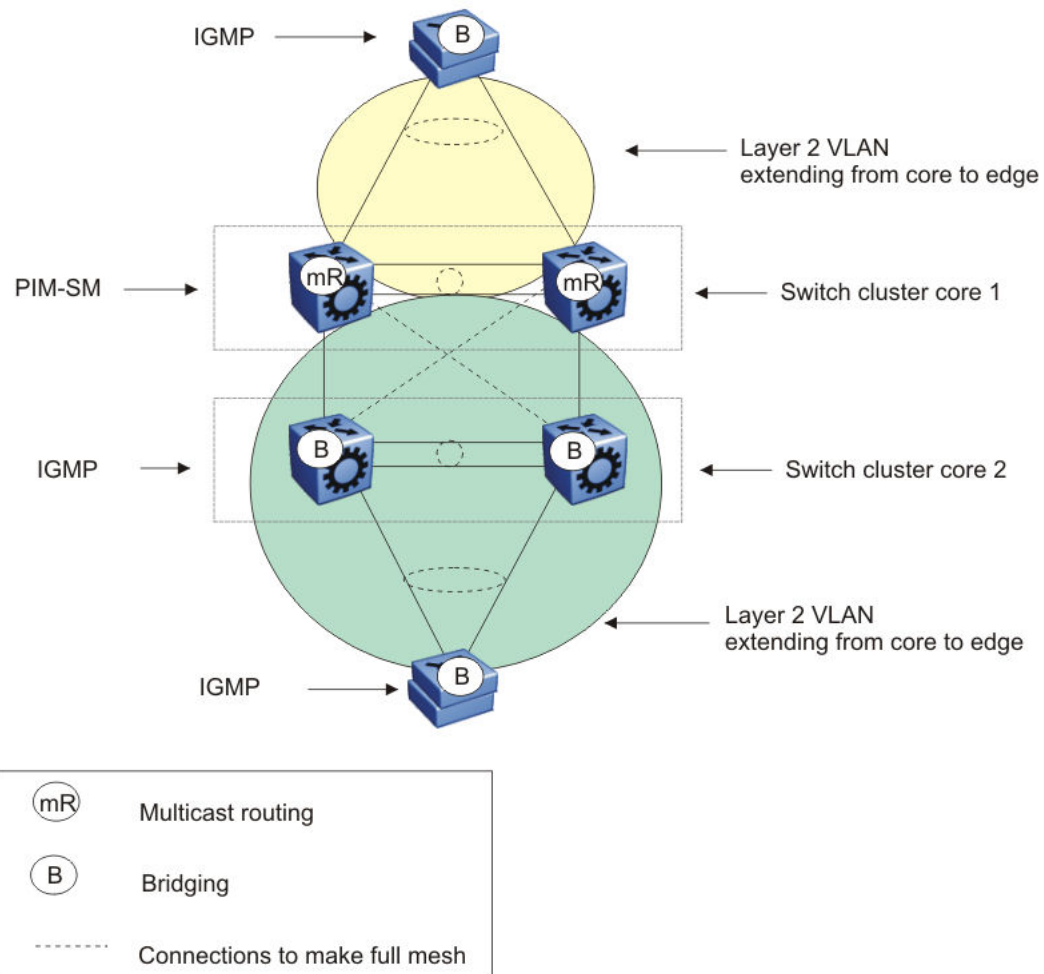 IGMP
B
Layer 2 VLAN
extending from core to edge
PIM-SM
mR
mR
Switch cluster core 1
IGMP
B
B
Switch cluster core 2
Layer 2 VLAN
extending from core to edge
IGMP
B
mR
Multicast routing
B
Bridging
Connections to make full mesh